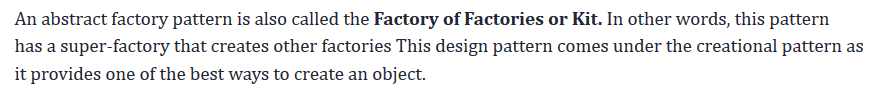 An abstract factory pattern is also called the Factory of Factories or Kit. In other words, this pattern
has a super-factory that creates other factories This design pattern comes under the creational pattern as
it provides one of the best ways to create an object.